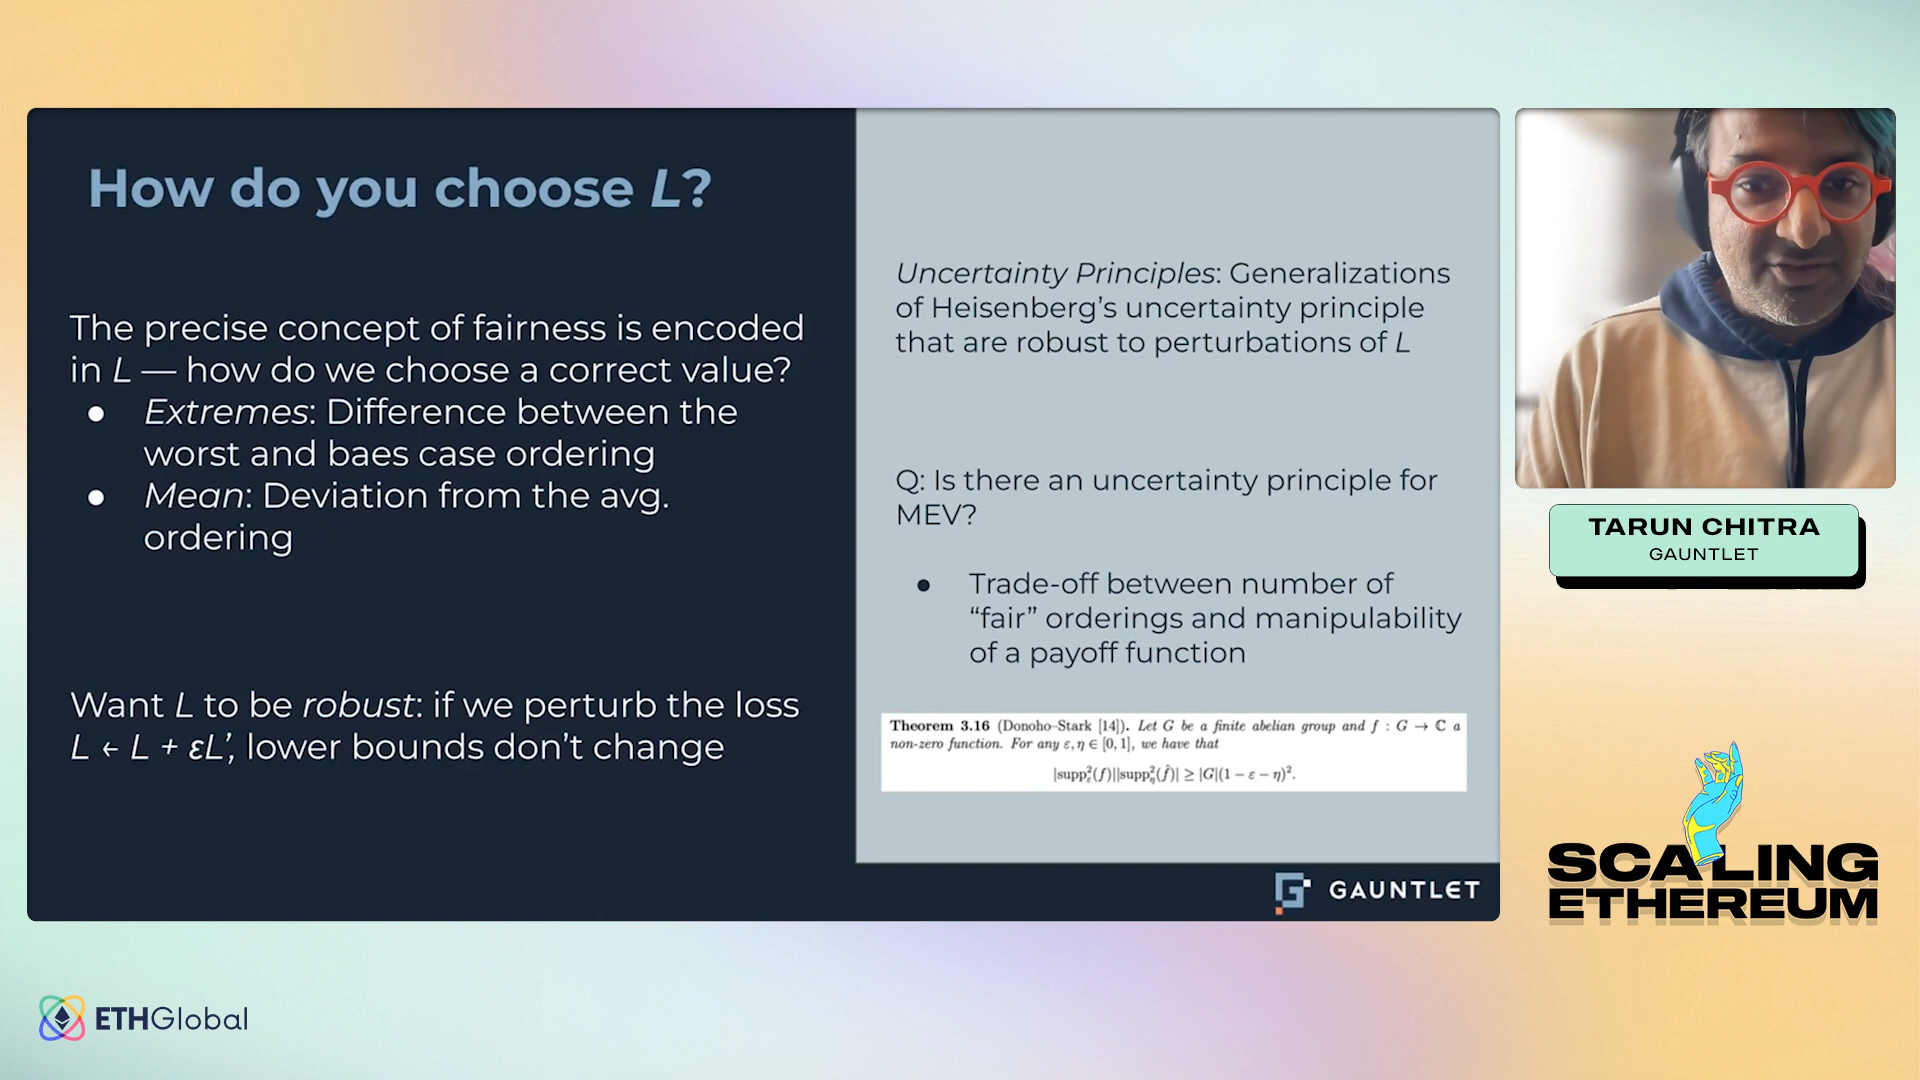 How do you choose L?
The precise concept of fairness is encoded
in L — how do we choose a correct value?
● Extremes: Difference between the
worst and baes case ordering
● Mean: Deviation from the avg.
ordering
Want L to be robust: if we perturb the loss
L ← L + εL’, lower bounds don’t change
Uncertainty Principles: Generalizations
of Heisenberg’s uncertainty principle
that are robust to perturbations of L
Q: Is there an uncertainty principle for
MEV?
● Trade-off between number of
“fair” orderings and manipulability
of a payoff function
Theorem 3.16 (Donoho–Stark [14]). Let G be a finite abelian group and f : G → ℂ a
non-zero function. For any ε, η ∈ [0, 1], we have that
|supp²_ε(f)||supp²_η(f̂)| ≥ |G|(1 − ε − η)².
GAUNTLET
TARUN CHITRA
GAUNTLET
SCALING
ETHEREUM
ETHGlobal